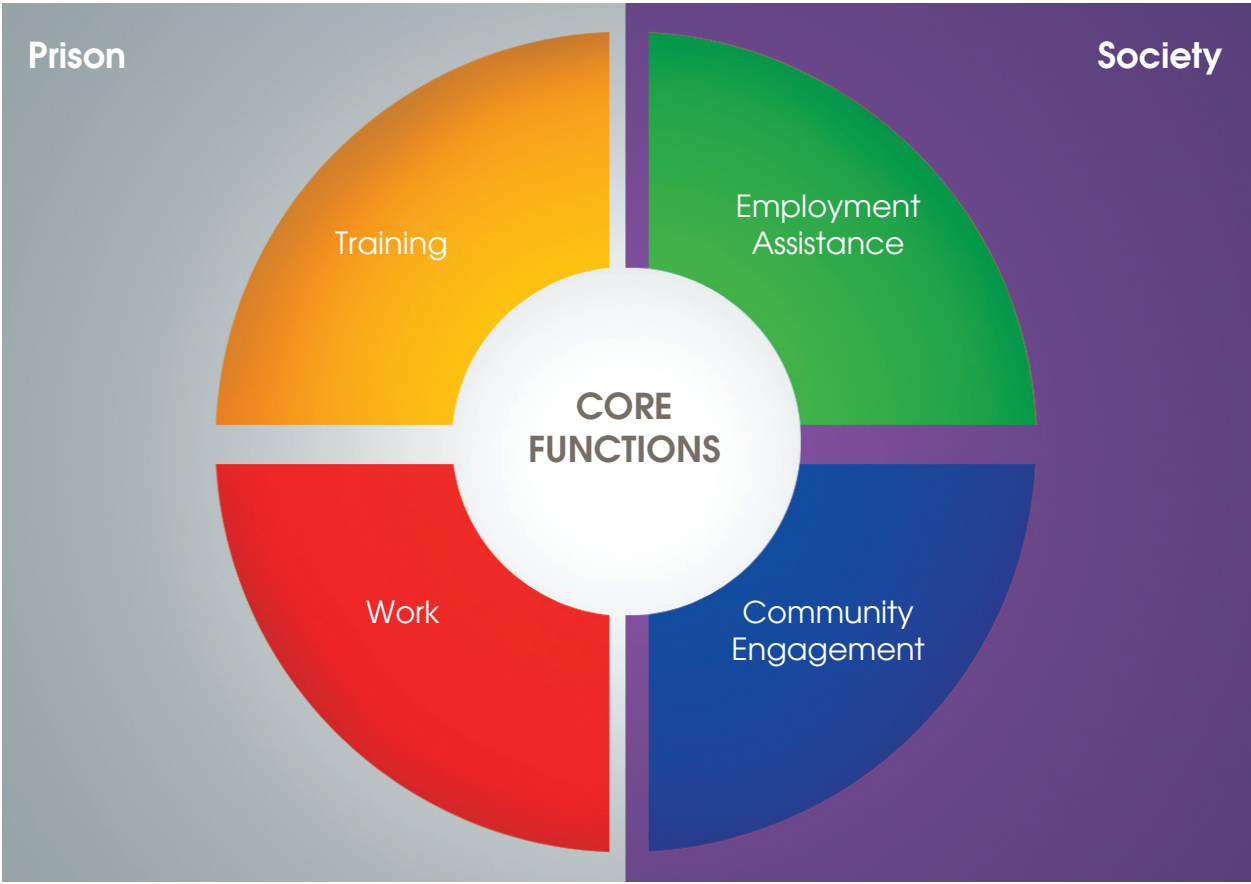 Prison
Society
Training
Employment
Assistance
CORE
FUNCTIONS
Work
Community
Engagement